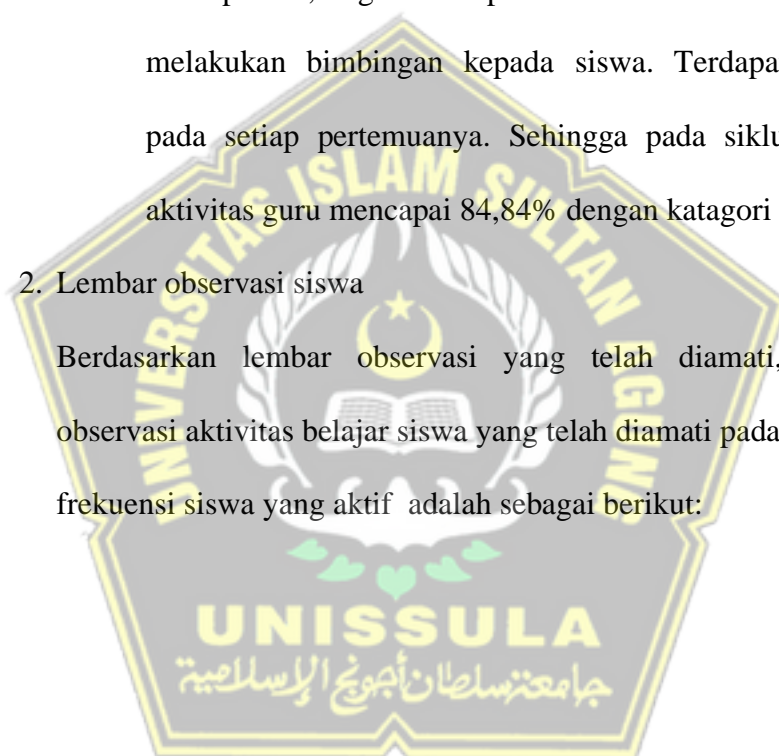 melakukan bimbingan kepada siswa. Terdapa
pada setiap pertemuanya. Sehingga pada siklu
aktivitas guru mencapai 84,84% dengan katagori
2. Lembar observasi siswa
Berdasarkan lembar observasi yang telah diamati,
observasi aktivitas belajar siswa yang telah diamati pada
frekuensi siswa yang aktif adalah sebagai berikut:
UNIVERSITAS ISLAM SULTAN AGUNG
UNISSULA
جامعة سلطان أجونج الإسلامية